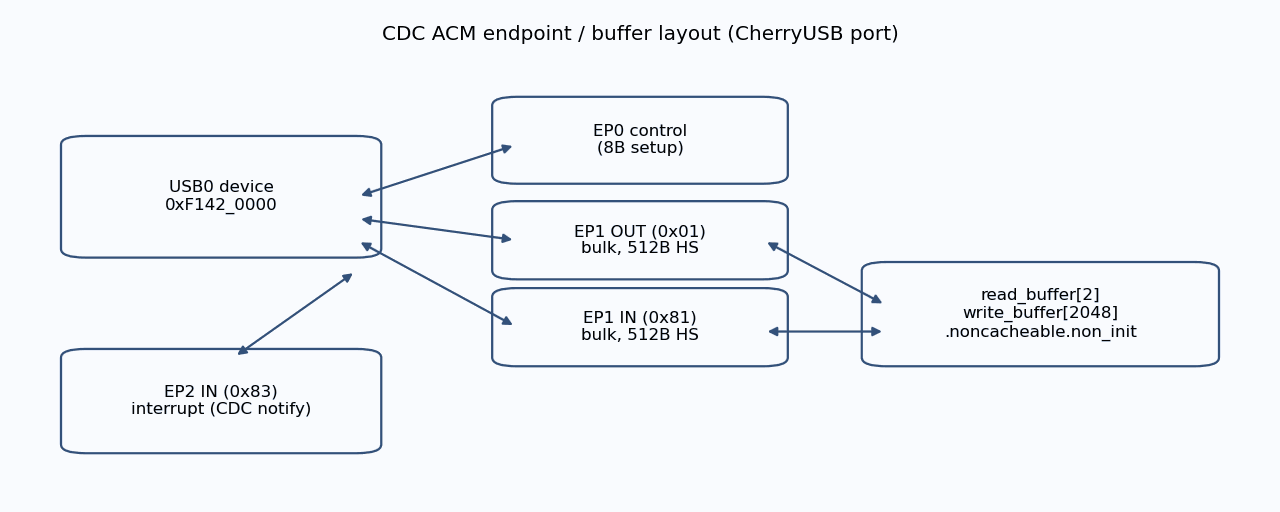 CDC ACM endpoint / buffer layout (CherryUSB port)
USB0 device
0xF142_0000
EP0 control
(8B setup)
EP1 OUT (0x01)
bulk, 512B HS
EP1 IN (0x81)
bulk, 512B HS
read_buffer[2]
write_buffer[2048]
.noncacheable.non_init
EP2 IN (0x83)
interrupt (CDC notify)